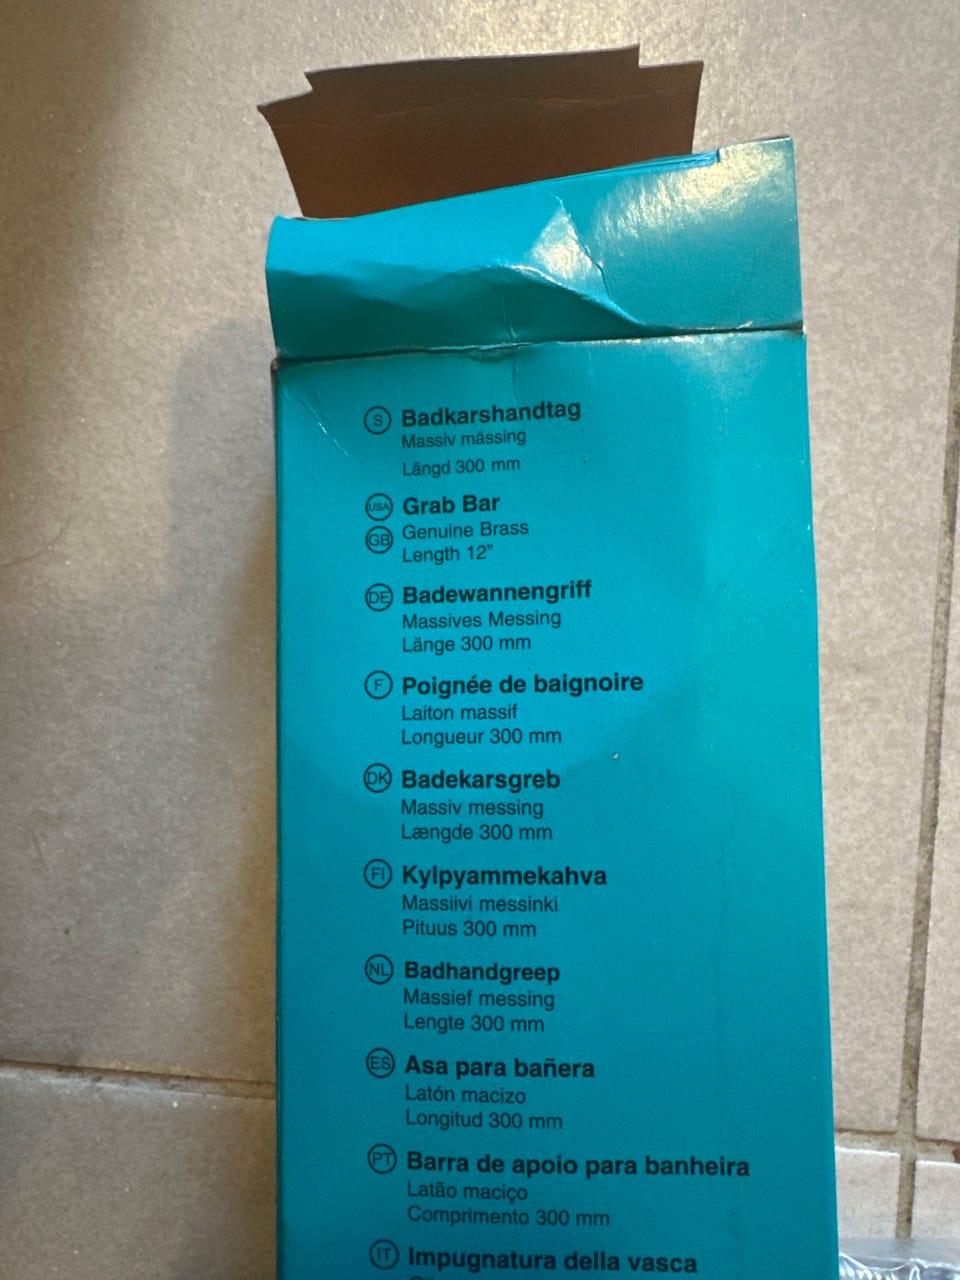 S Badkarshandtag
Massiv mässing
Längd 300 mm
USA Grab Bar
GB Genuine Brass
Length 12"
DE Badewannengriff
Massives Messing
Länge 300 mm
F Poignée de baignoire
Laiton massif
Longueur 300 mm
DK Badekarsgreb
Massiv messing
Længde 300 mm
FI Kylpyammekahva
Massiivi messinki
Pituus 300 mm
NL Badhandgreep
Massief messing
Lengte 300 mm
ES Asa para bañera
Latón macizo
Longitud 300 mm
PT Barra de apoio para banheira
Latão maciço
Comprimento 300 mm
IT Impugnatura della vasca